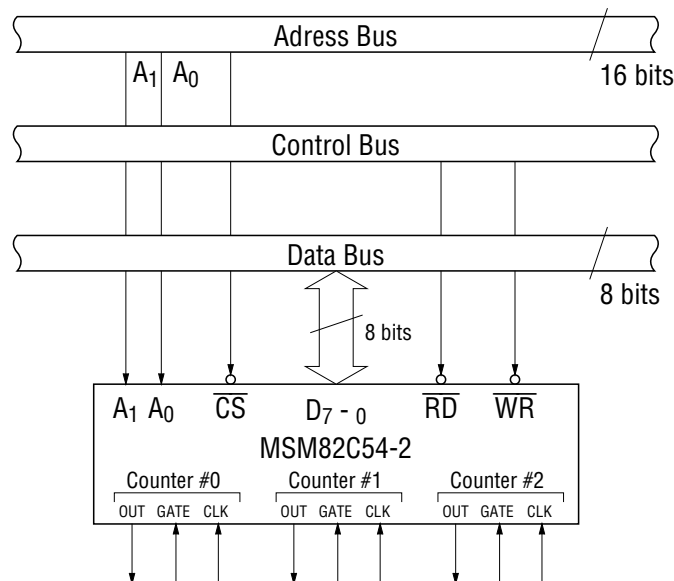 Adress Bus
A1 A0
16 bits
Control Bus
Data Bus
8 bits
8 bits
A1 A0 CS D7 - 0 RD WR
MSM82C54-2
Counter #0 Counter #1 Counter #2
OUT GATE CLK OUT GATE CLK OUT GATE CLK